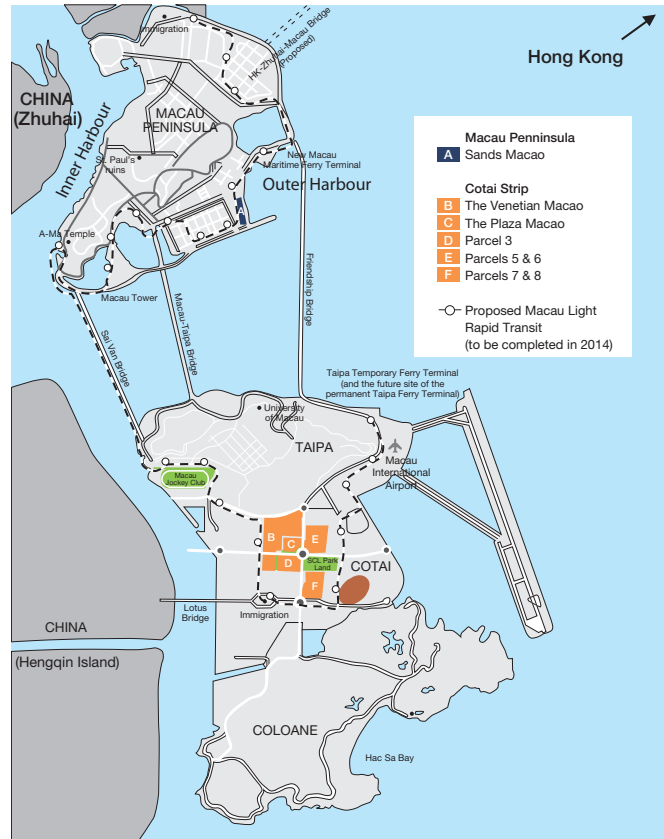 Immigration
HK-Zhuhai-Macau Bridge
(Proposed)
Hong Kong
CHINA
(Zhuhai)
Inner Harbour
MACAU
PENINSULA
St. Paul's
ruins
New Macau
Maritime Ferry Terminal
Outer Harbour
A
A-Ma Temple
Macau Tower
Sai Van Bridge
Macau-Taipa Bridge
Friendship Bridge
Macau Penninsula
A Sands Macao
Cotai Strip
B The Venetian Macao
C The Plaza Macao
D Parcel 3
E Parcels 5 & 6
F Parcels 7 & 8
Proposed Macau Light
Rapid Transit
(to be completed in 2014)
Taipa Temporary Ferry Terminal
(and the future site of the
permanent Taipa Ferry Terminal)
University
of Macau
TAIPA
Macau
International
Airport
Macau
Jockey Club
B
C
E
D
SCL Park
Land
F
COTAI
Lotus
Bridge
Immigration
CHINA
(Hengqin Island)
COLOANE
Hac Sa Bay